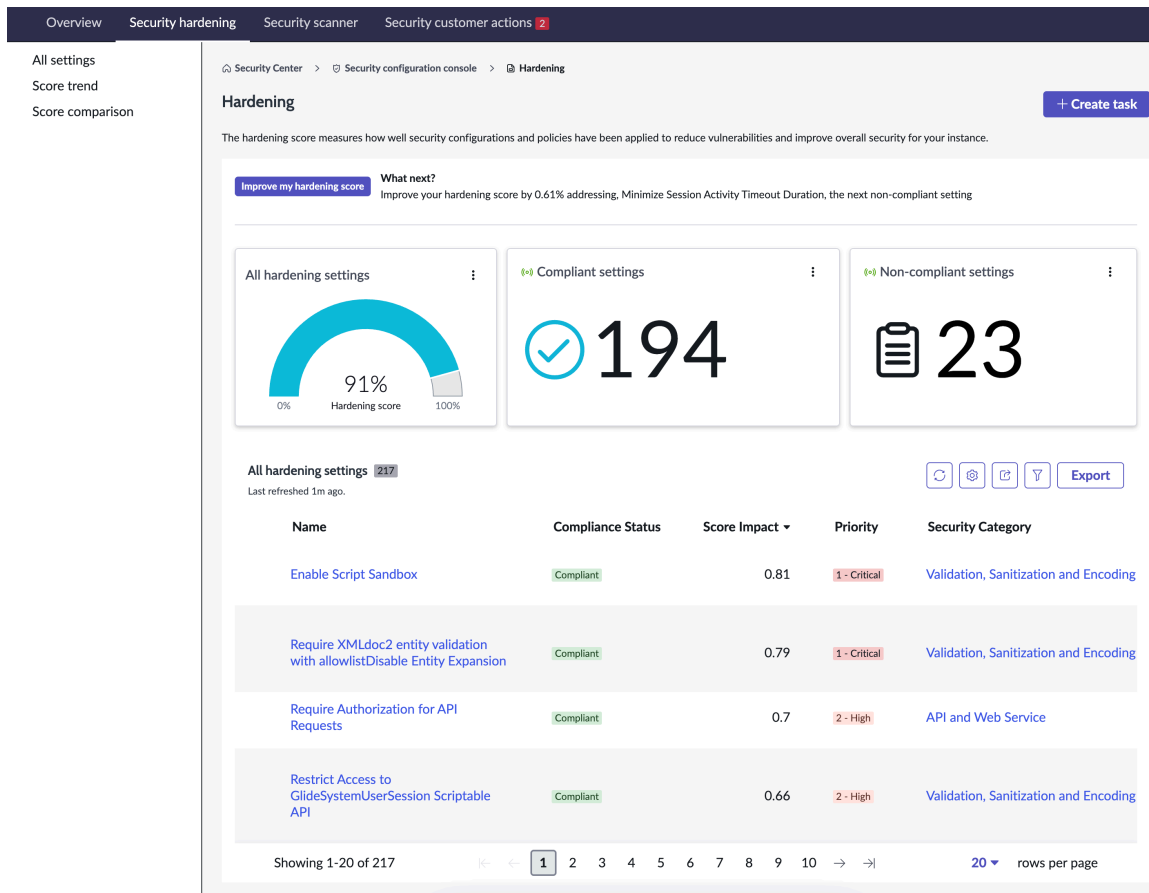 Overview Security hardening Security scanner Security customer actions 2
All settings
Score trend
Score comparison
Security Center > Security configuration console > Hardening
Hardening
+ Create task
The hardening score measures how well security configurations and policies have been applied to reduce vulnerabilities and improve overall security for your instance.
Improve my hardening score
What next?
Improve your hardening score by 0.61% addressing, Minimize Session Activity Timeout Duration, the next non-compliant setting
All hardening settings
91%
0% Hardening score 100%
Compliant settings
194
Non-compliant settings
23
All hardening settings 217
Last refreshed 1m ago.
Export
Name Compliance Status Score Impact Priority Security Category
Enable Script Sandbox Compliant 0.81 1 - Critical Validation, Sanitization and Encoding
Require XMLdoc2 entity validation
with allowlistDisable Entity Expansion Compliant 0.79 1 - Critical Validation, Sanitization and Encoding
Require Authorization for API
Requests Compliant 0.7 2 - High API and Web Service
Restrict Access to
GlideSystemUserSession Scriptable Compliant 0.66 2 - High Validation, Sanitization and Encoding
API
Showing 1-20 of 217 1 2 3 4 5 6 7 8 9 10 20 rows per page